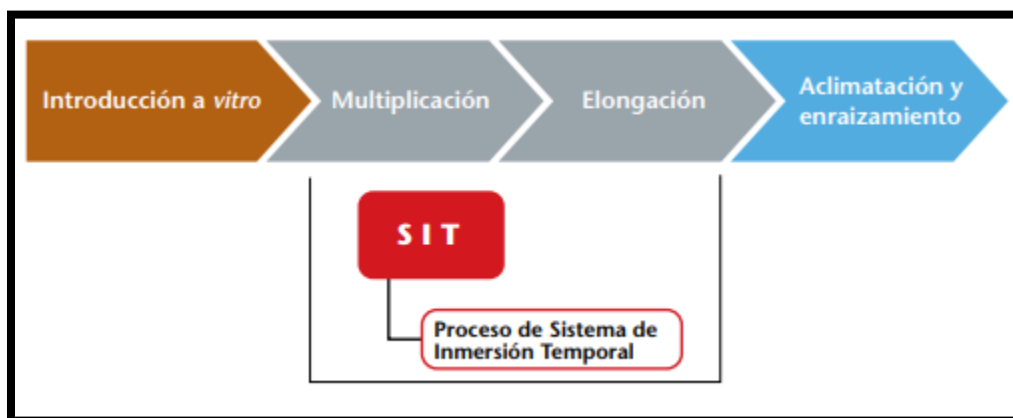 Introducción a vitro
Multiplicación
Elongación
Aclimatación y
enraizamiento
SIT
Proceso de Sistema de
Inmersión Temporal